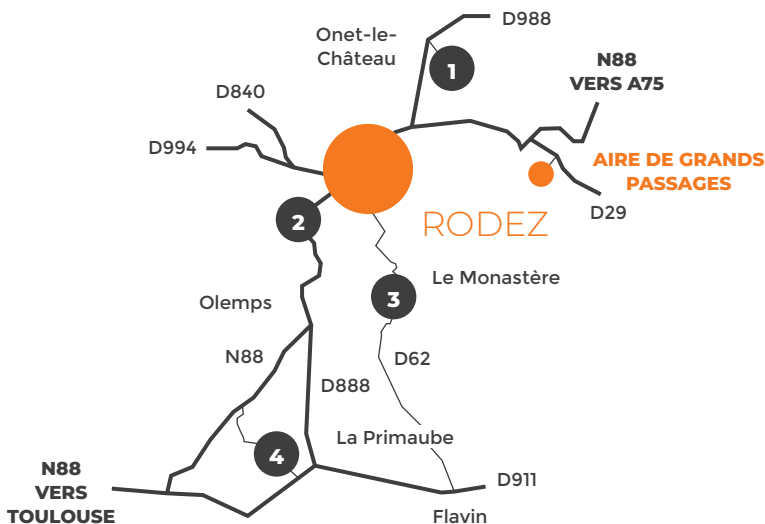 D988
Onet-le-
Château
1
N88
VERS A75
D840
D994
AIRE DE GRANDS
PASSAGES
D29
2
RODEZ
Le Monastère
3
Olemps
N88
D62
D888
La Primaube
4
N88
VERS
TOULOUSE
D911
Flavin